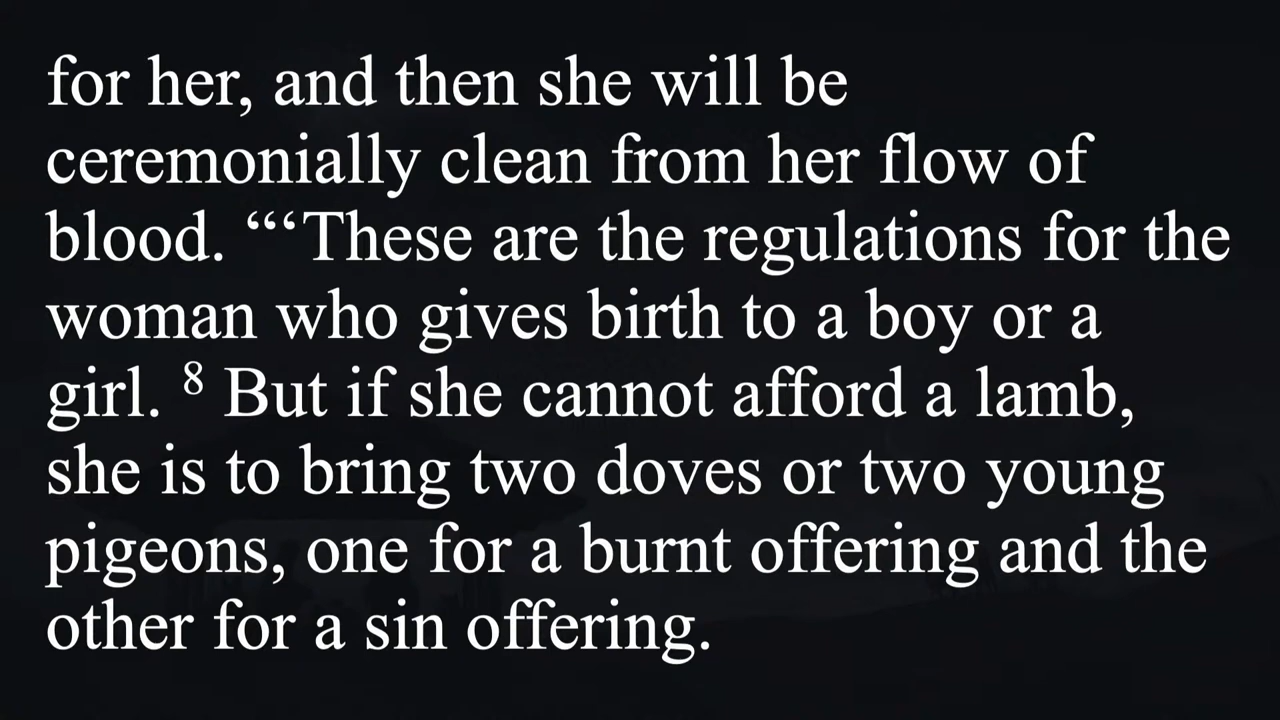 for her, and then she will be
ceremonially clean from her flow of
blood. “‘These are the regulations for the
woman who gives birth to a boy or a
girl. ⁸ But if she cannot afford a lamb,
she is to bring two doves or two young
pigeons, one for a burnt offering and the
other for a sin offering.